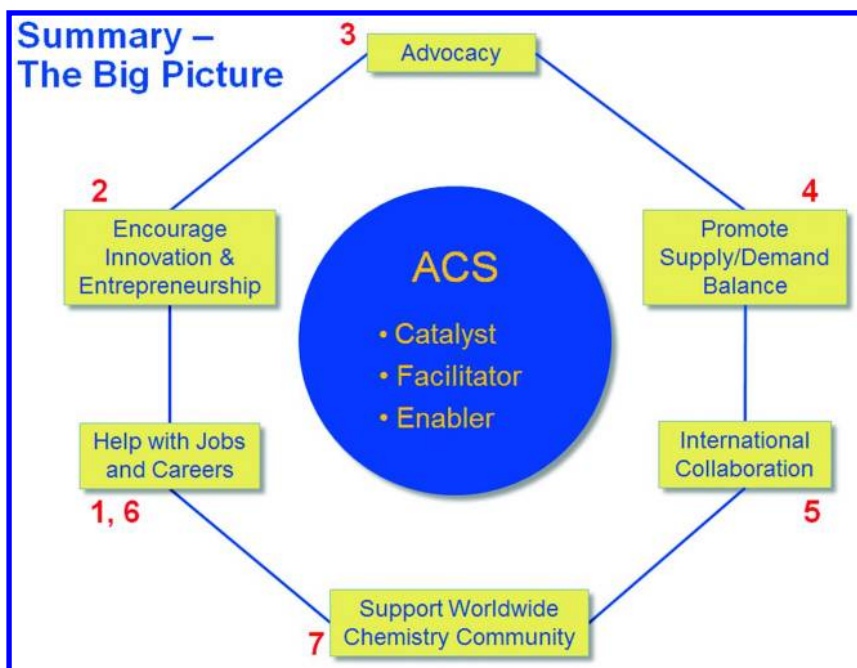 Summary –
The Big Picture
3
Advocacy
2
Encourage
Innovation &
Entrepreneurship
4
Promote
Supply/Demand
Balance
ACS
• Catalyst
• Facilitator
• Enabler
Help with Jobs
and Careers
1, 6
International
Collaboration
5
Support Worldwide
Chemistry Community
7